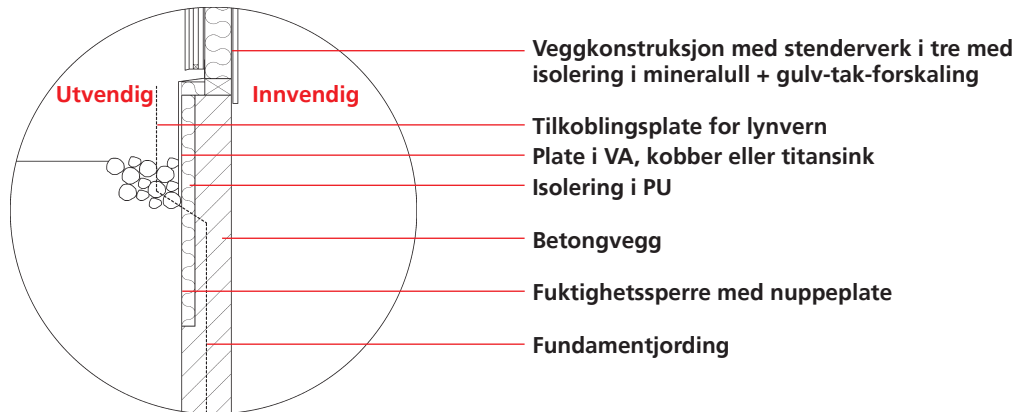 Utvendig
Innvendig
Veggkonstruksjon med stenderverk i tre med
isolering i mineralull + gulv-tak-forskaling
Tilkoblingsplate for lynvern
Plate i VA, kobber eller titansink
Isolering i PU
Betongvegg
Fuktighetssperre med nuppeplate
Fundamentjording